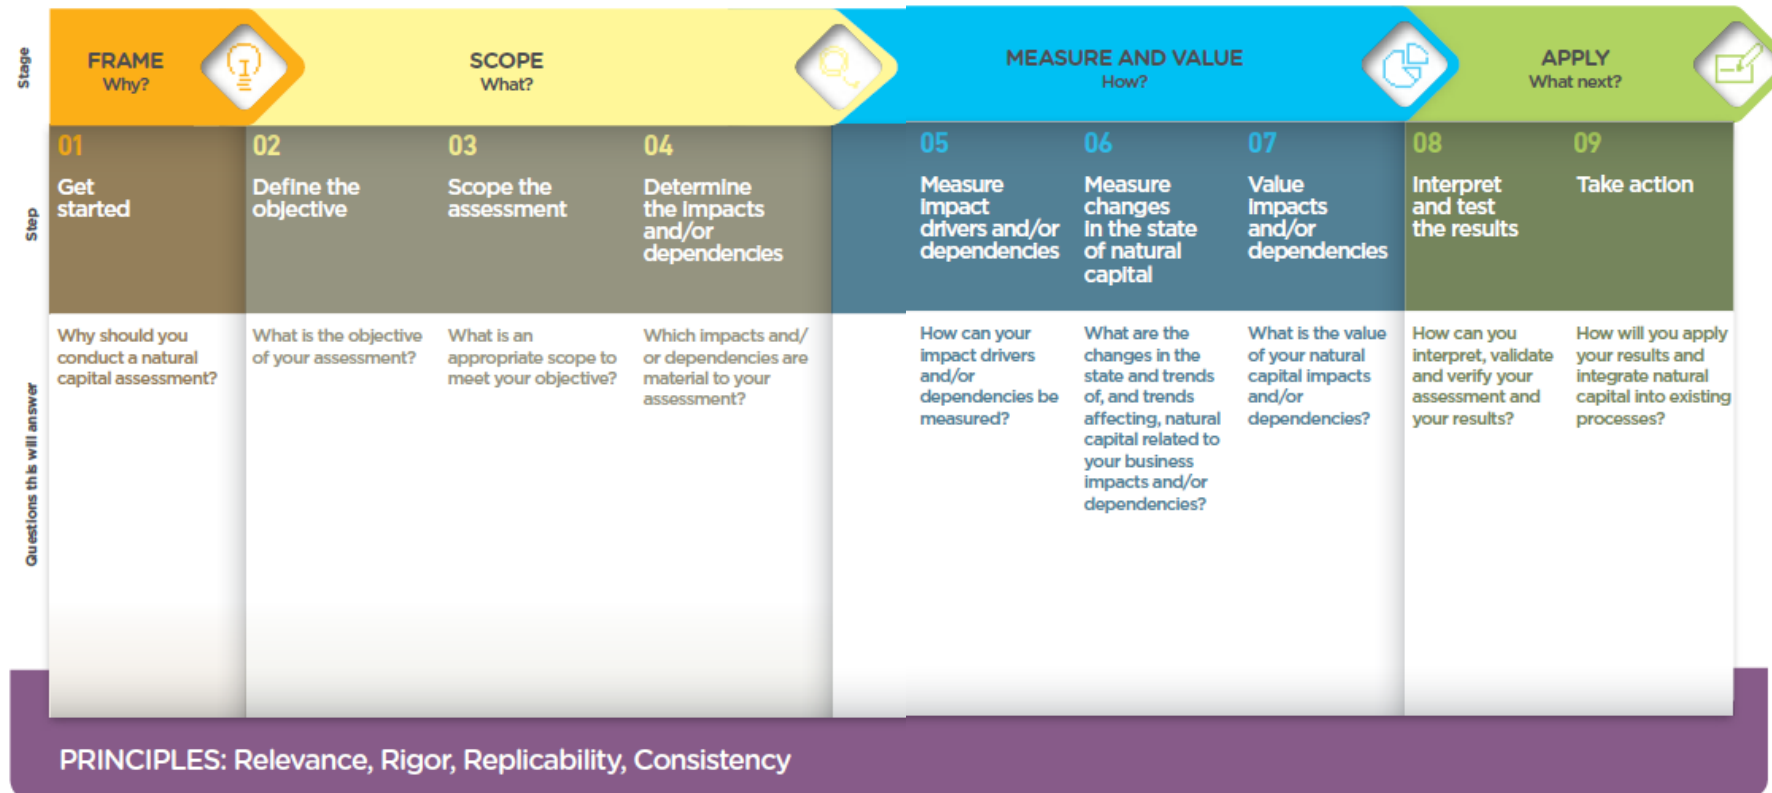 Stage
FRAME
Why?
SCOPE
What?
MEASURE AND VALUE
How?
APPLY
What next?
Step
01
Get
started
02
Define the
objective
03
Scope the
assessment
04
Determine
the impacts
and/or
dependencies
05
Measure
impact
drivers and/or
dependencies
06
Measure
changes
in the state
of natural
capital
07
Value
impacts
and/or
dependencies
08
Interpret
and test
the results
09
Take action
Questions this will answer
Why should you
conduct a natural
capital assessment?
What is the objective
of your assessment?
What is an
appropriate scope to
meet your objective?
Which impacts and/
or dependencies are
material to your
assessment?
How can your
impact drivers
and/or
dependencies be
measured?
What are the
changes in the
state and trends
of, and trends
affecting, natural
capital related to
your business
impacts and/or
dependencies?
What is the value
of your natural
capital impacts
and/or
dependencies?
How can you
interpret, validate
and verify your
assessment and
your results?
How will you apply
your results and
integrate natural
capital into existing
processes?
PRINCIPLES: Relevance, Rigor, Replicability, Consistency